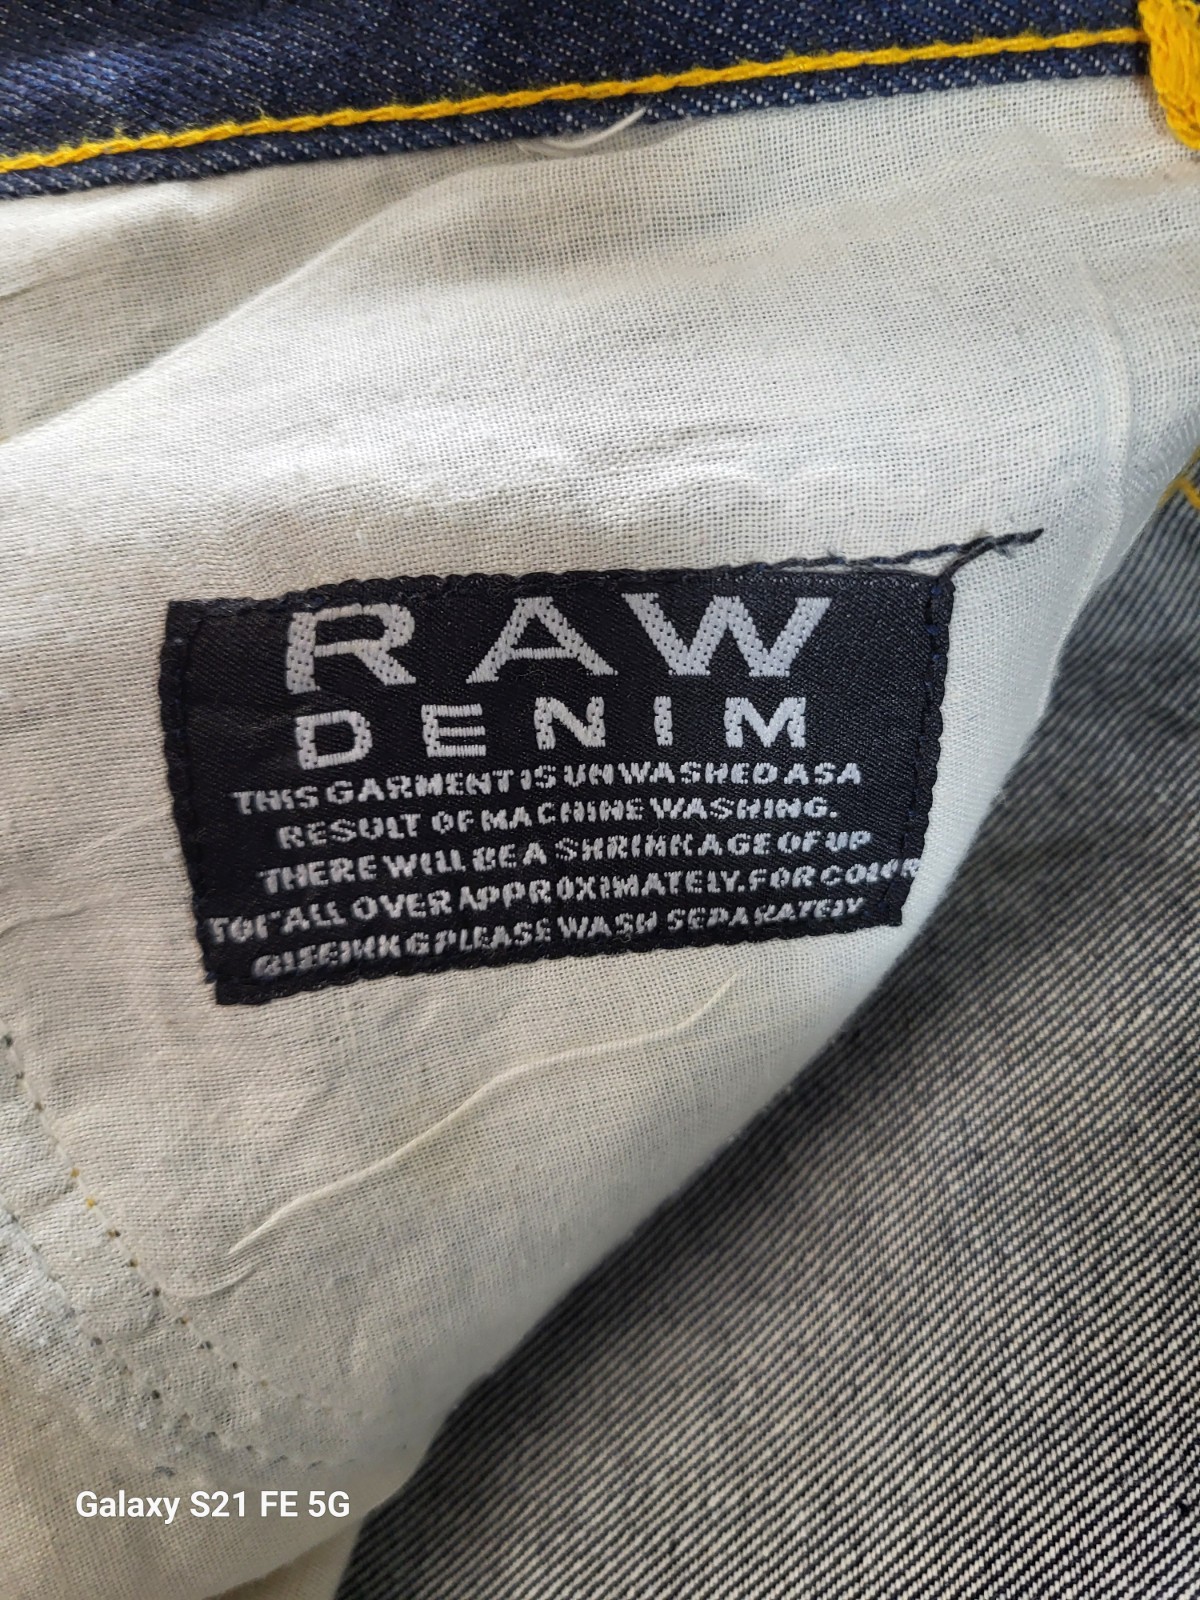 RAW
DENIM
THIS GARMENT IS UNWASHED AS A
RESULT OF MACHINE WASHING.
THERE WILL BE A SHRINKAGE OF UP
ALL OVER APPROXIMATELY. FOR COLOR
PLEASE WASH SEPARATELY
Galaxy S21 FE 5G